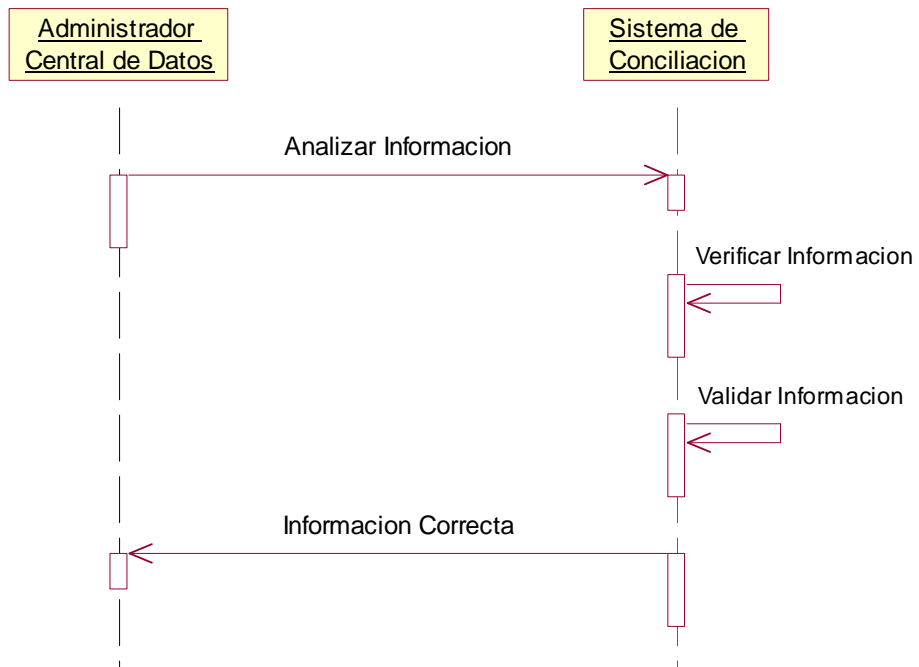 Administrador
Central de Datos
Sistema de
Conciliacion
Analizar Informacion
Verificar Informacion
Validar Informacion
Informacion Correcta